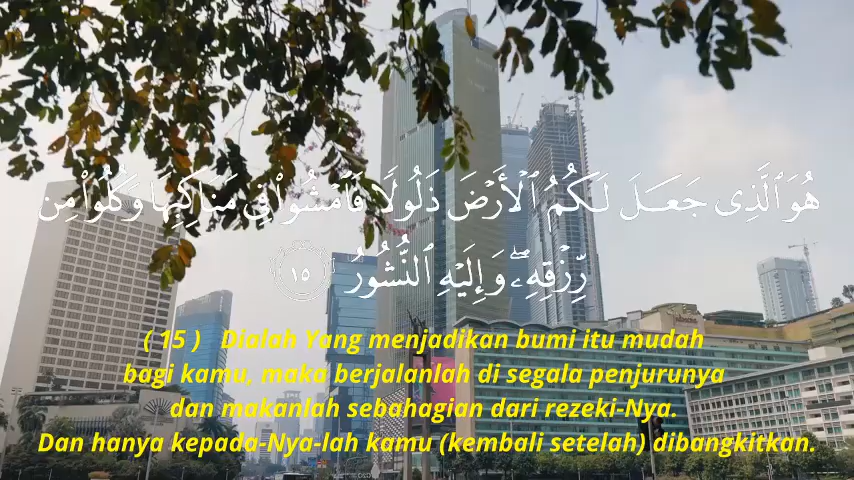 هُوَ ٱلَّذِى جَعَلَ لَكُمُ ٱلْأَرْضَ ذَلُولًا فَٱمْشُوا۟ فِى مَنَاكِبِهَا وَكُلُوا۟ مِن
رِّزْقِهِۦ ۖ وَإِلَيْهِ ٱلنُّشُورُ ١٥
( 15 ) Dialah Yang menjadikan bumi itu mudah
bagi kamu, maka berjalanlah di segala penjurunya
dan makanlah sebahagian dari rezeki-Nya.
Dan hanya kepada-Nya-lah kamu (kembali setelah) dibangkitkan.